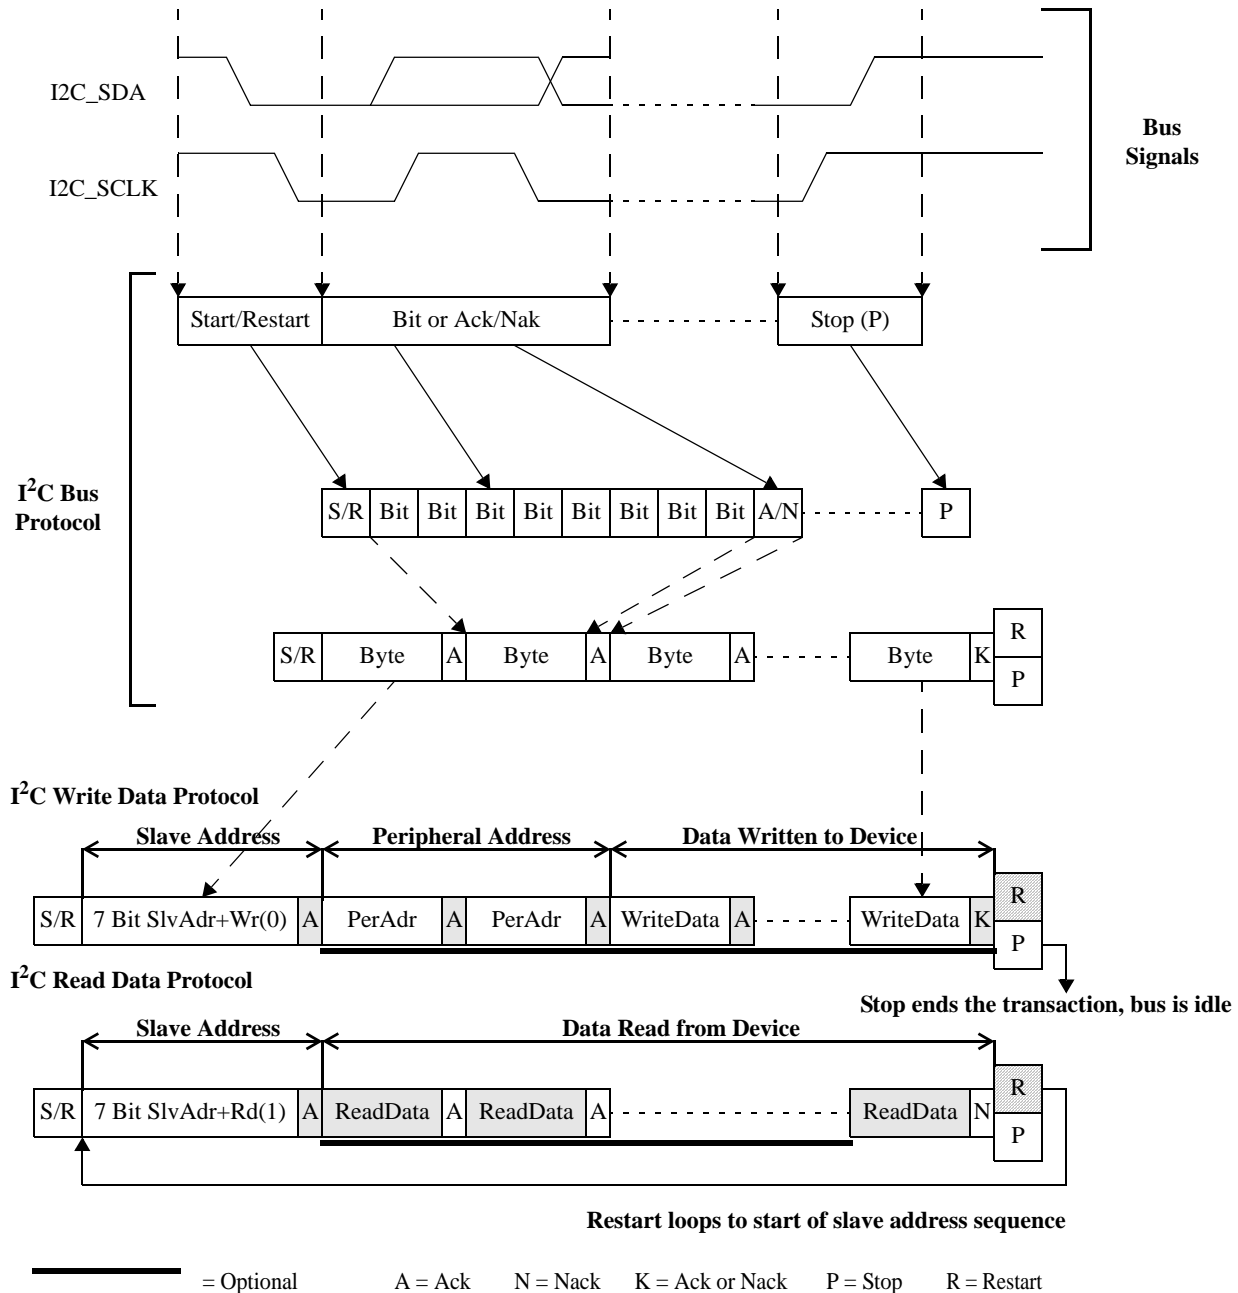 I2C_SDA
Bus
Signals
I2C_SCLK
Start/Restart Bit or Ack/Nak Stop (P)
I²C Bus
Protocol
S/R Bit Bit Bit Bit Bit Bit Bit Bit A/N P
S/R Byte A Byte A Byte A Byte K R
P
I²C Write Data Protocol
Slave Address Peripheral Address Data Written to Device
S/R 7 Bit SlvAdr+Wr(0) A PerAdr A PerAdr A WriteData A WriteData K R
P
I²C Read Data Protocol
Stop ends the transaction, bus is idle
Slave Address Data Read from Device
S/R 7 Bit SlvAdr+Rd(1) A ReadData A ReadData A ReadData N R
P
Restart loops to start of slave address sequence
= Optional A = Ack N = Nack K = Ack or Nack P = Stop R = Restart